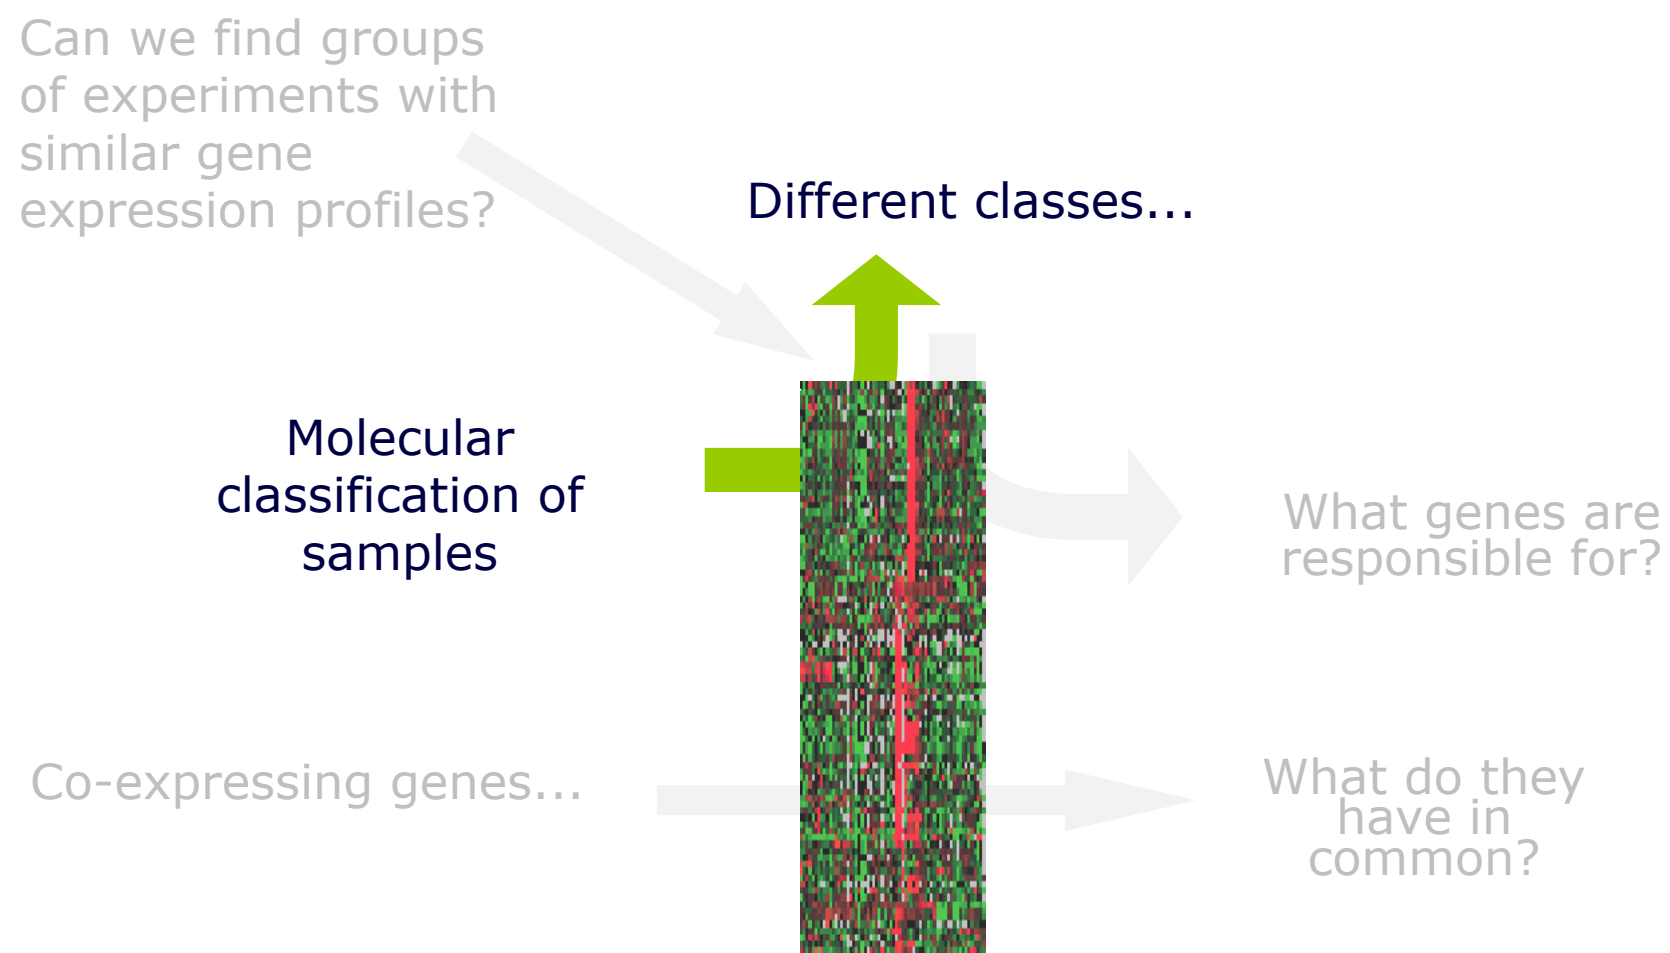 Can we find groups
of experiments with
similar gene
expression profiles?
Different classes…
Molecular
classification of
samples
What genes are
responsible for?
Co-expressing genes…
What do they
have in
common?